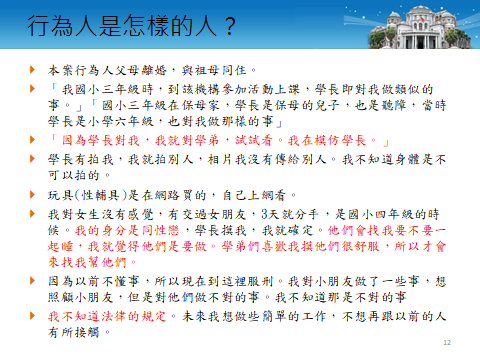 行為人是怎樣的人？
本案行為人父母離婚，與祖母同住。
「我國小三年級時，到該機構參加活動上課，學長即對我做類似的
事。」「國小三年級在保母家，學長是保母的兒子，也是聽障，當時
學長是小學六年級，也對我做那樣的事」
「因為學長對我，我就對學弟，試試看。我在模仿學長。」
學長有拍我，我就拍別人，相片我沒有傳給別人。我不知道身體是不
可以拍的。
玩具(性輔具)是在網路買的，自己上網看。
我對女生沒有感覺，有交過女朋友，3天就分手，是國小四年級的時
候。我的身分是同性戀，學長摸我，我就確定。他們會找我要不要一
起睡，我就覺得他們是要做。學弟們喜歡我摸他們很舒服，所以才會
來找我幫他們。
因為以前不懂事，所以現在到這裡服刑。我對小朋友做了一些事，想
照顧小朋友，但是對他們做不對的事。我不知道那是不對的事
我不知道法律的規定。未來我想做些簡單的工作，不想再跟以前的人
有所接觸。
12